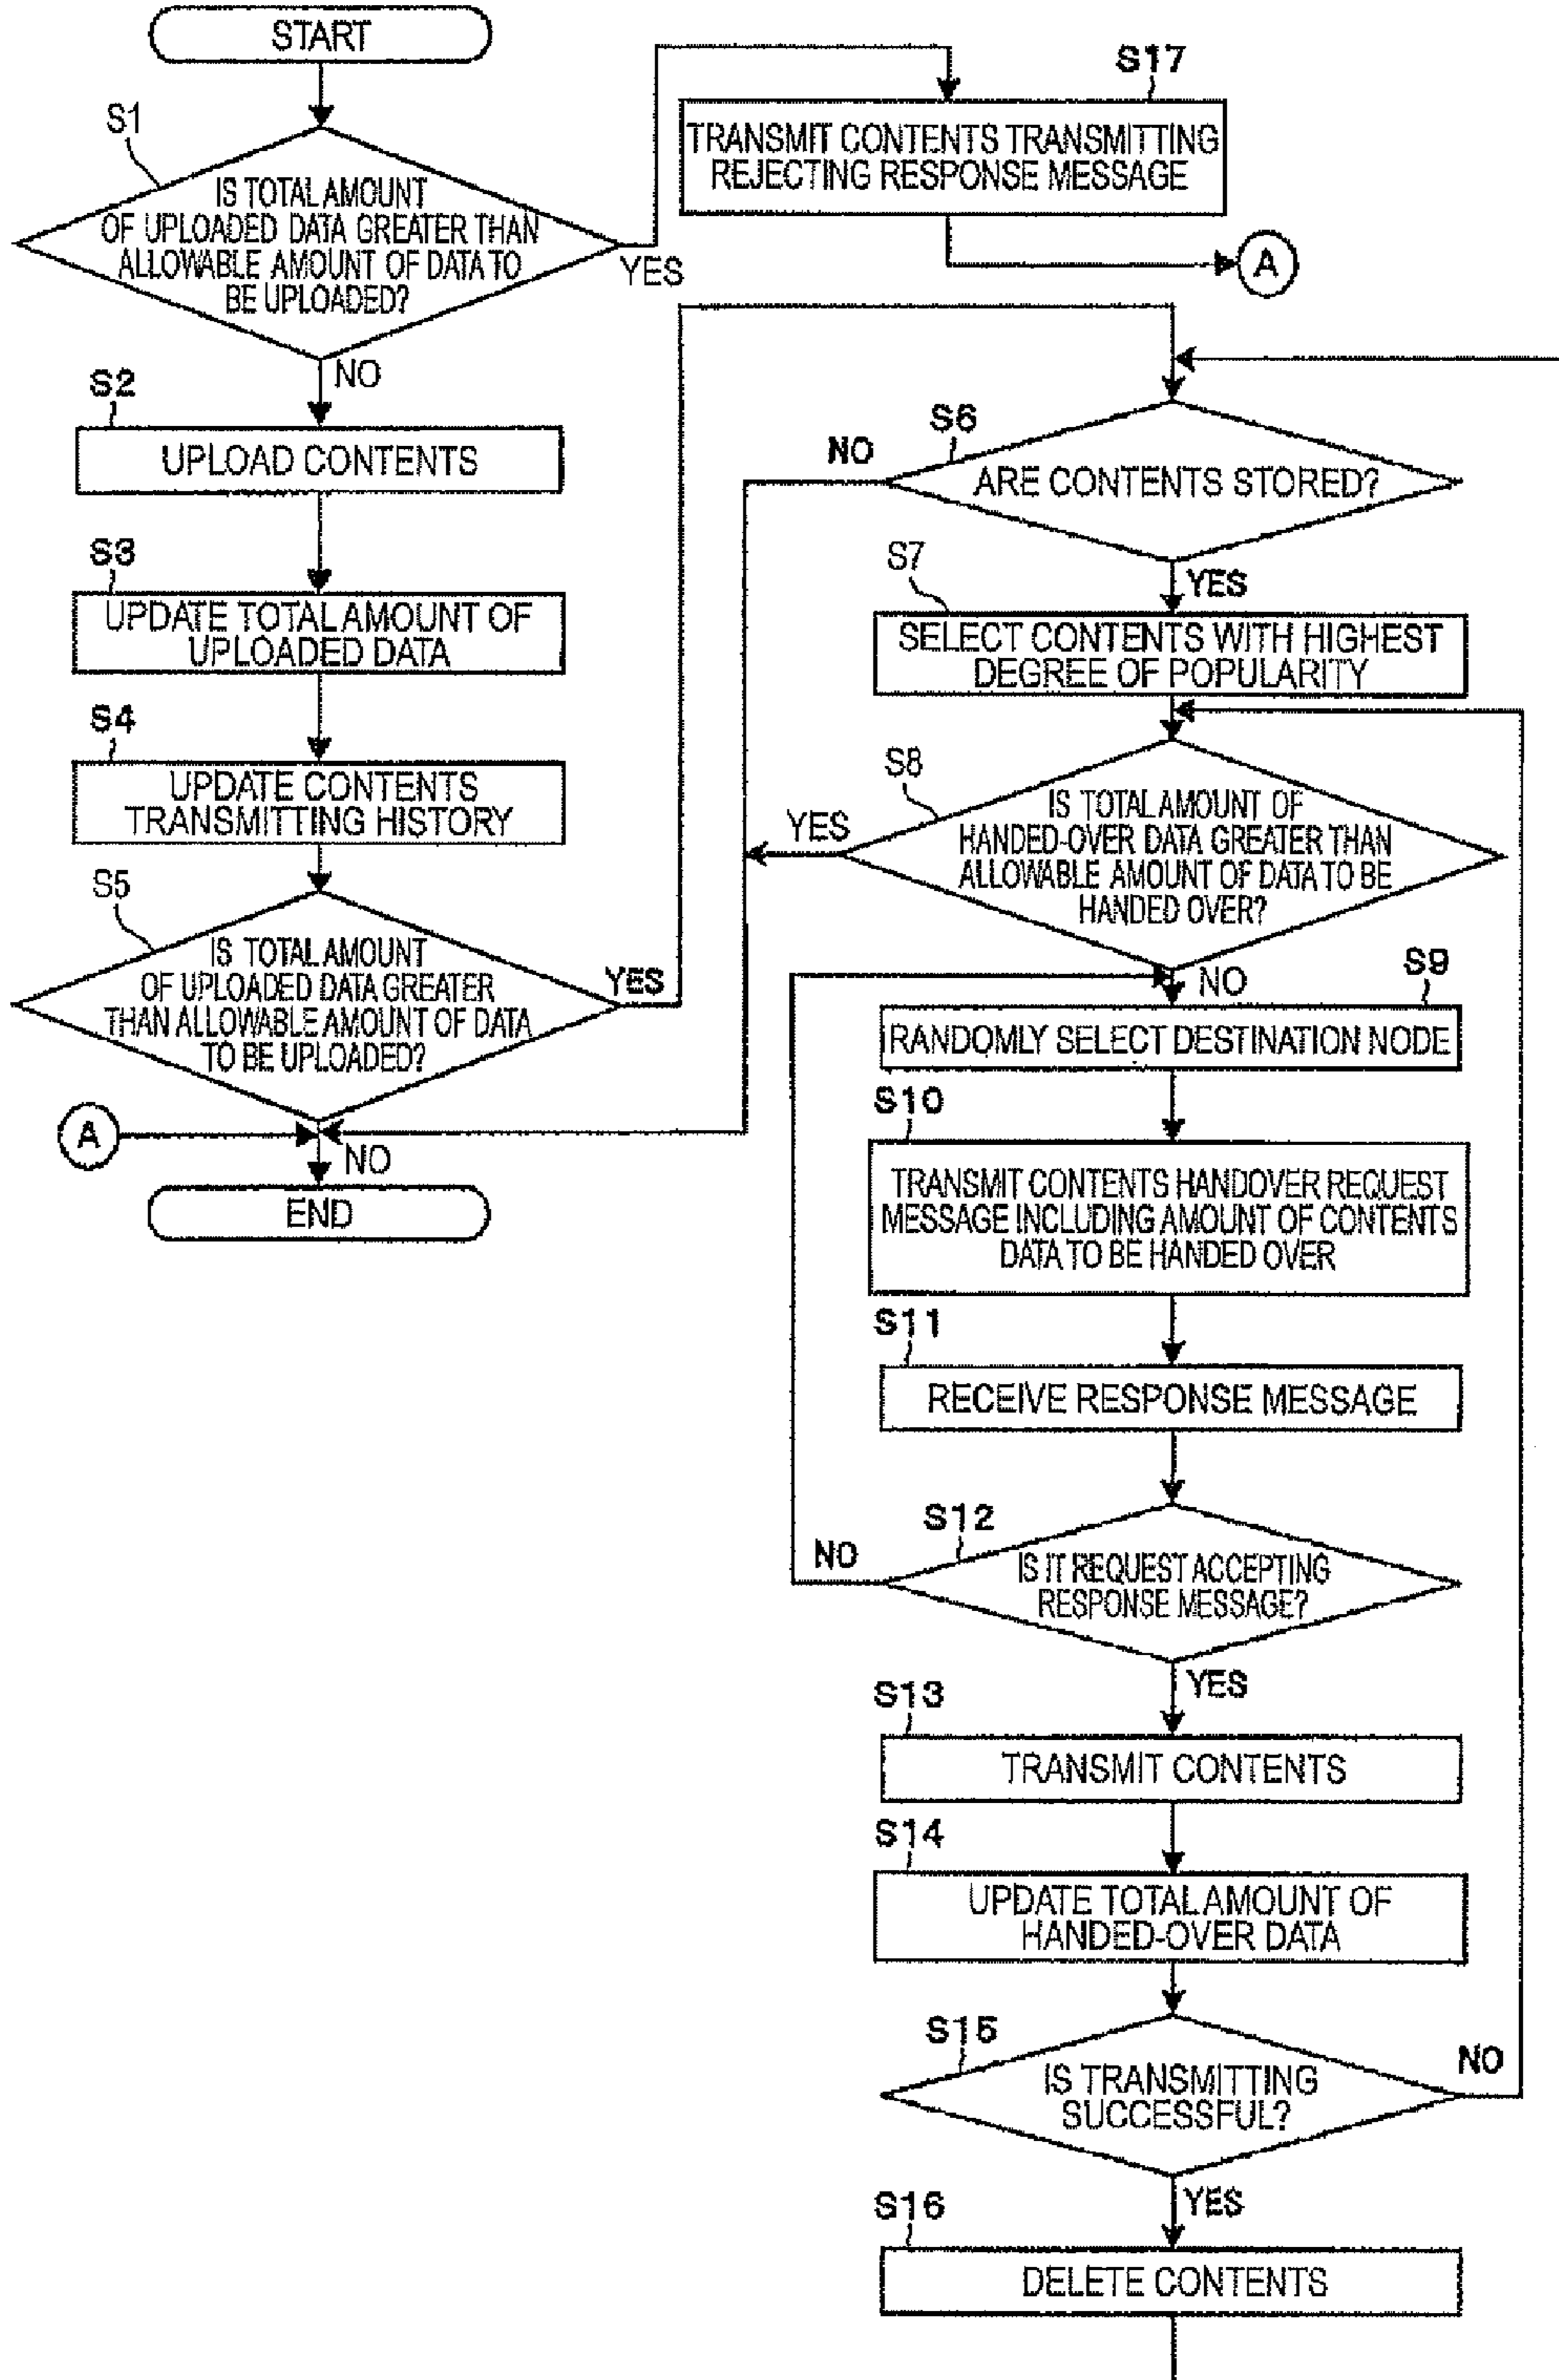 START
S1
IS TOTAL AMOUNT
OF UPLOADED DATA GREATER THAN
ALLOWABLE AMOUNT OF DATA TO
BE UPLOADED?
YES
NO
S17
TRANSMIT CONTENTS TRANSMITTING
REJECTING RESPONSE MESSAGE
A
S2
UPLOAD CONTENTS
S3
UPDATE TOTAL AMOUNT OF
UPLOADED DATA
S4
UPDATE CONTENTS
TRANSMITTING HISTORY
S5
IS TOTAL AMOUNT
OF UPLOADED DATA GREATER
THAN ALLOWABLE AMOUNT OF DATA
TO BE UPLOADED?
YES
A
NO
END
S6
NO
ARE CONTENTS STORED?
YES
S7
SELECT CONTENTS WITH HIGHEST
DEGREE OF POPULARITY
S8
YES
IS TOTAL AMOUNT OF
HANDED-OVER DATA GREATER THAN
ALLOWABLE AMOUNT OF DATA TO BE
HANDED OVER?
NO
S9
RANDOMLY SELECT DESTINATION NODE
S10
TRANSMIT CONTENTS HANDOVER REQUEST
MESSAGE INCLUDING AMOUNT OF CONTENTS
DATA TO BE HANDED OVER
S11
RECEIVE RESPONSE MESSAGE
S12
NO
IS IT REQUEST ACCEPTING
RESPONSE MESSAGE?
YES
S13
TRANSMIT CONTENTS
S14
UPDATE TOTAL AMOUNT OF
HANDED-OVER DATA
S15
NO
IS TRANSMITTING
SUCCESSFUL?
YES
S16
DELETE CONTENTS